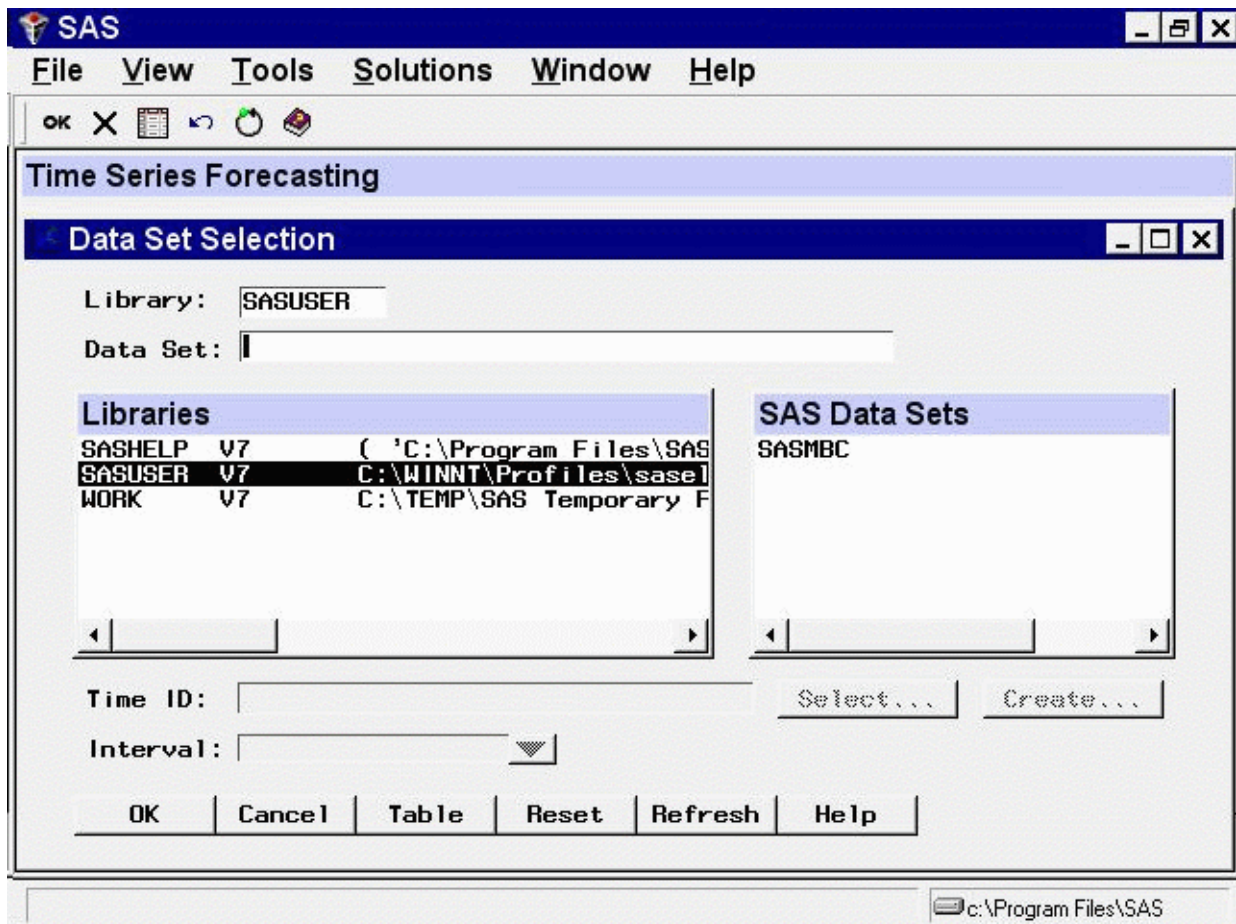 SAS
File View Tools Solutions Window Help
OK
Time Series Forecasting
Data Set Selection
Library: SASUSER
Data Set:
Libraries
SASHELP V7 ( 'C:\Program Files\SAS
SASUSER V7 C:\WINNT\Profiles\sasel
WORK V7 C:\TEMP\SAS Temporary F
SAS Data Sets
SASMBC
Time ID: Select... Create...
Interval:
OK Cancel Table Reset Refresh Help
c:\Program Files\SAS